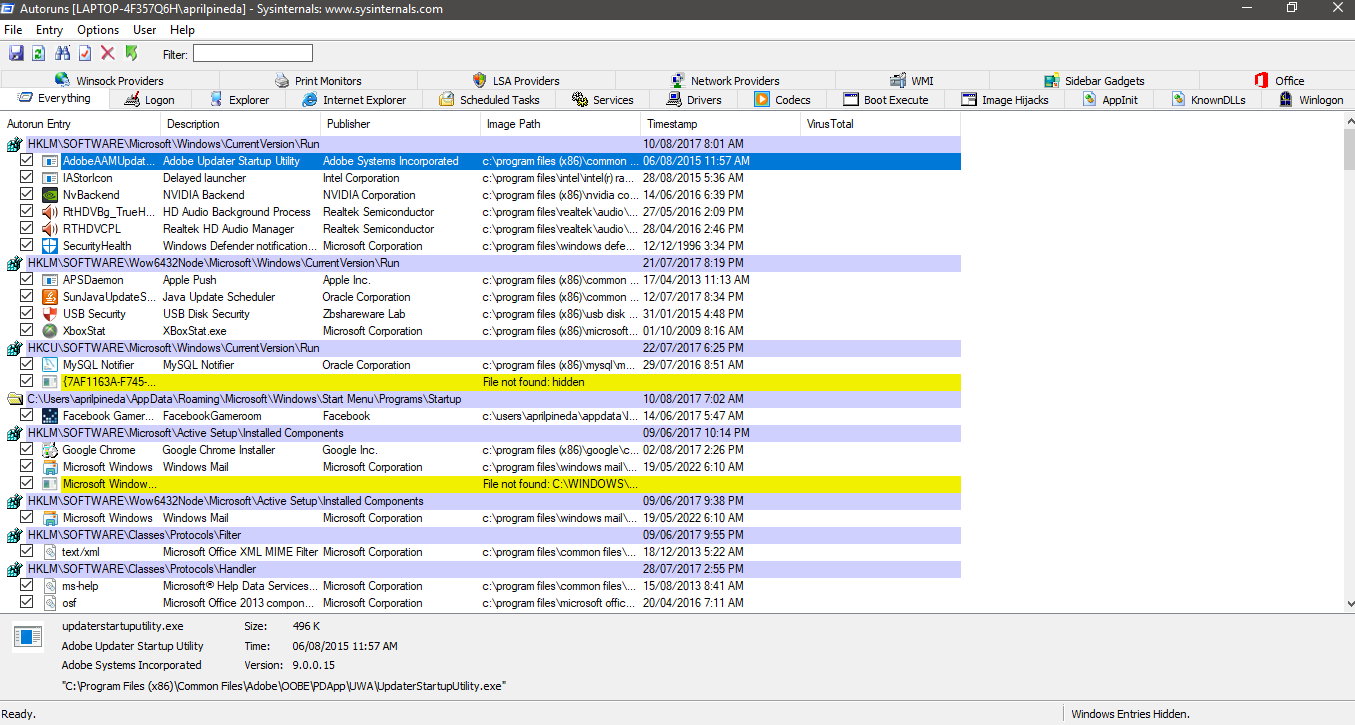 Autoruns [LAPTOP-4F357Q6H\aprilpineda] - Sysinternals: www.sysinternals.com
File Entry Options User Help
Filter:
Winsock Providers Print Monitors LSA Providers Network Providers WMI Sidebar Gadgets Office
Everything Logon Explorer Internet Explorer Scheduled Tasks Services Drivers Codecs Boot Execute Image Hijacks AppInit KnownDLLs Winlogon
Autorun Entry Description Publisher Image Path Timestamp VirusTotal
HKLM\SOFTWARE\Microsoft\Windows\CurrentVersion\Run 10/08/2017 8:01 AM
AdobeAAMUpdat... Adobe Updater Startup Utility Adobe Systems Incorporated c:\program files (x86)\common ... 06/08/2015 11:57 AM
IAStorIcon Delayed launcher Intel Corporation c:\program files\intel\intel(r) ra... 28/08/2015 5:36 AM
NvBackend NVIDIA Backend NVIDIA Corporation c:\program files (x86)\nvidia co... 14/06/2016 6:39 PM
RtHDVBg_TrueH... HD Audio Background Process Realtek Semiconductor c:\program files\realtek\audio\... 27/05/2016 2:09 PM
RTHDVCPL Realtek HD Audio Manager Realtek Semiconductor c:\program files\realtek\audio\... 28/04/2016 2:46 PM
SecurityHealth Windows Defender notification... Microsoft Corporation c:\program files\windows defe... 12/12/1996 3:34 PM
HKLM\SOFTWARE\Wow6432Node\Microsoft\Windows\CurrentVersion\Run 21/07/2017 8:19 PM
APSDaemon Apple Push Apple Inc. c:\program files (x86)\common ... 17/04/2013 11:13 AM
SunJavaUpdateS... Java Update Scheduler Oracle Corporation c:\program files (x86)\common ... 12/07/2017 8:34 PM
USB Security USB Disk Security Zbshareware Lab c:\program files (x86)\usb disk ... 31/01/2015 4:48 PM
XboxStat XBoxStat.exe Microsoft Corporation c:\program files (x86)\microsoft... 01/10/2009 8:16 AM
HKCU\SOFTWARE\Microsoft\Windows\CurrentVersion\Run 22/07/2017 6:25 PM
MySQL Notifier MySQL Notifier Oracle Corporation c:\program files (x86)\mysql\m... 29/07/2016 8:51 AM
{7AF1163A-F745-... File not found: hidden
C:\Users\aprilpineda\AppData\Roaming\Microsoft\Windows\Start Menu\Programs\Startup 10/08/2017 7:02 AM
Facebook Gamer... FacebookGameroom Facebook c:\users\aprilpineda\appdata\l... 14/06/2017 5:47 AM
HKLM\SOFTWARE\Microsoft\Active Setup\Installed Components 09/06/2017 10:14 PM
Google Chrome Google Chrome Installer Google Inc. c:\program files (x86)\google\c... 02/08/2017 2:26 PM
Microsoft Windows Windows Mail Microsoft Corporation c:\program files\windows mail\... 19/05/2022 6:10 AM
Microsoft Window... File not found: C:\WINDOWS\...
HKLM\SOFTWARE\Wow6432Node\Microsoft\Active Setup\Installed Components 09/06/2017 9:38 PM
Microsoft Windows Windows Mail Microsoft Corporation c:\program files\windows mail\... 19/05/2022 6:10 AM
HKLM\SOFTWARE\Classes\Protocols\Filter 09/06/2017 9:55 PM
text/xml Microsoft Office XML MIME Filter Microsoft Corporation c:\program files\common files\... 18/12/2013 5:22 AM
HKLM\SOFTWARE\Classes\Protocols\Handler 28/07/2017 2:55 PM
ms-help Microsoft® Help Data Services... Microsoft Corporation c:\program files\common files\... 15/08/2013 8:41 AM
osf Microsoft Office 2013 compon... Microsoft Corporation c:\program files\microsoft offic... 20/04/2016 7:11 AM
updaterstartuputility.exe Size: 496 K
Adobe Updater Startup Utility Time: 06/08/2015 11:57 AM
Adobe Systems Incorporated Version: 9.0.0.15
"C:\Program Files (x86)\Common Files\Adobe\OOBE\PDApp\UWA\UpdaterStartupUtility.exe"
Ready. Windows Entries Hidden.